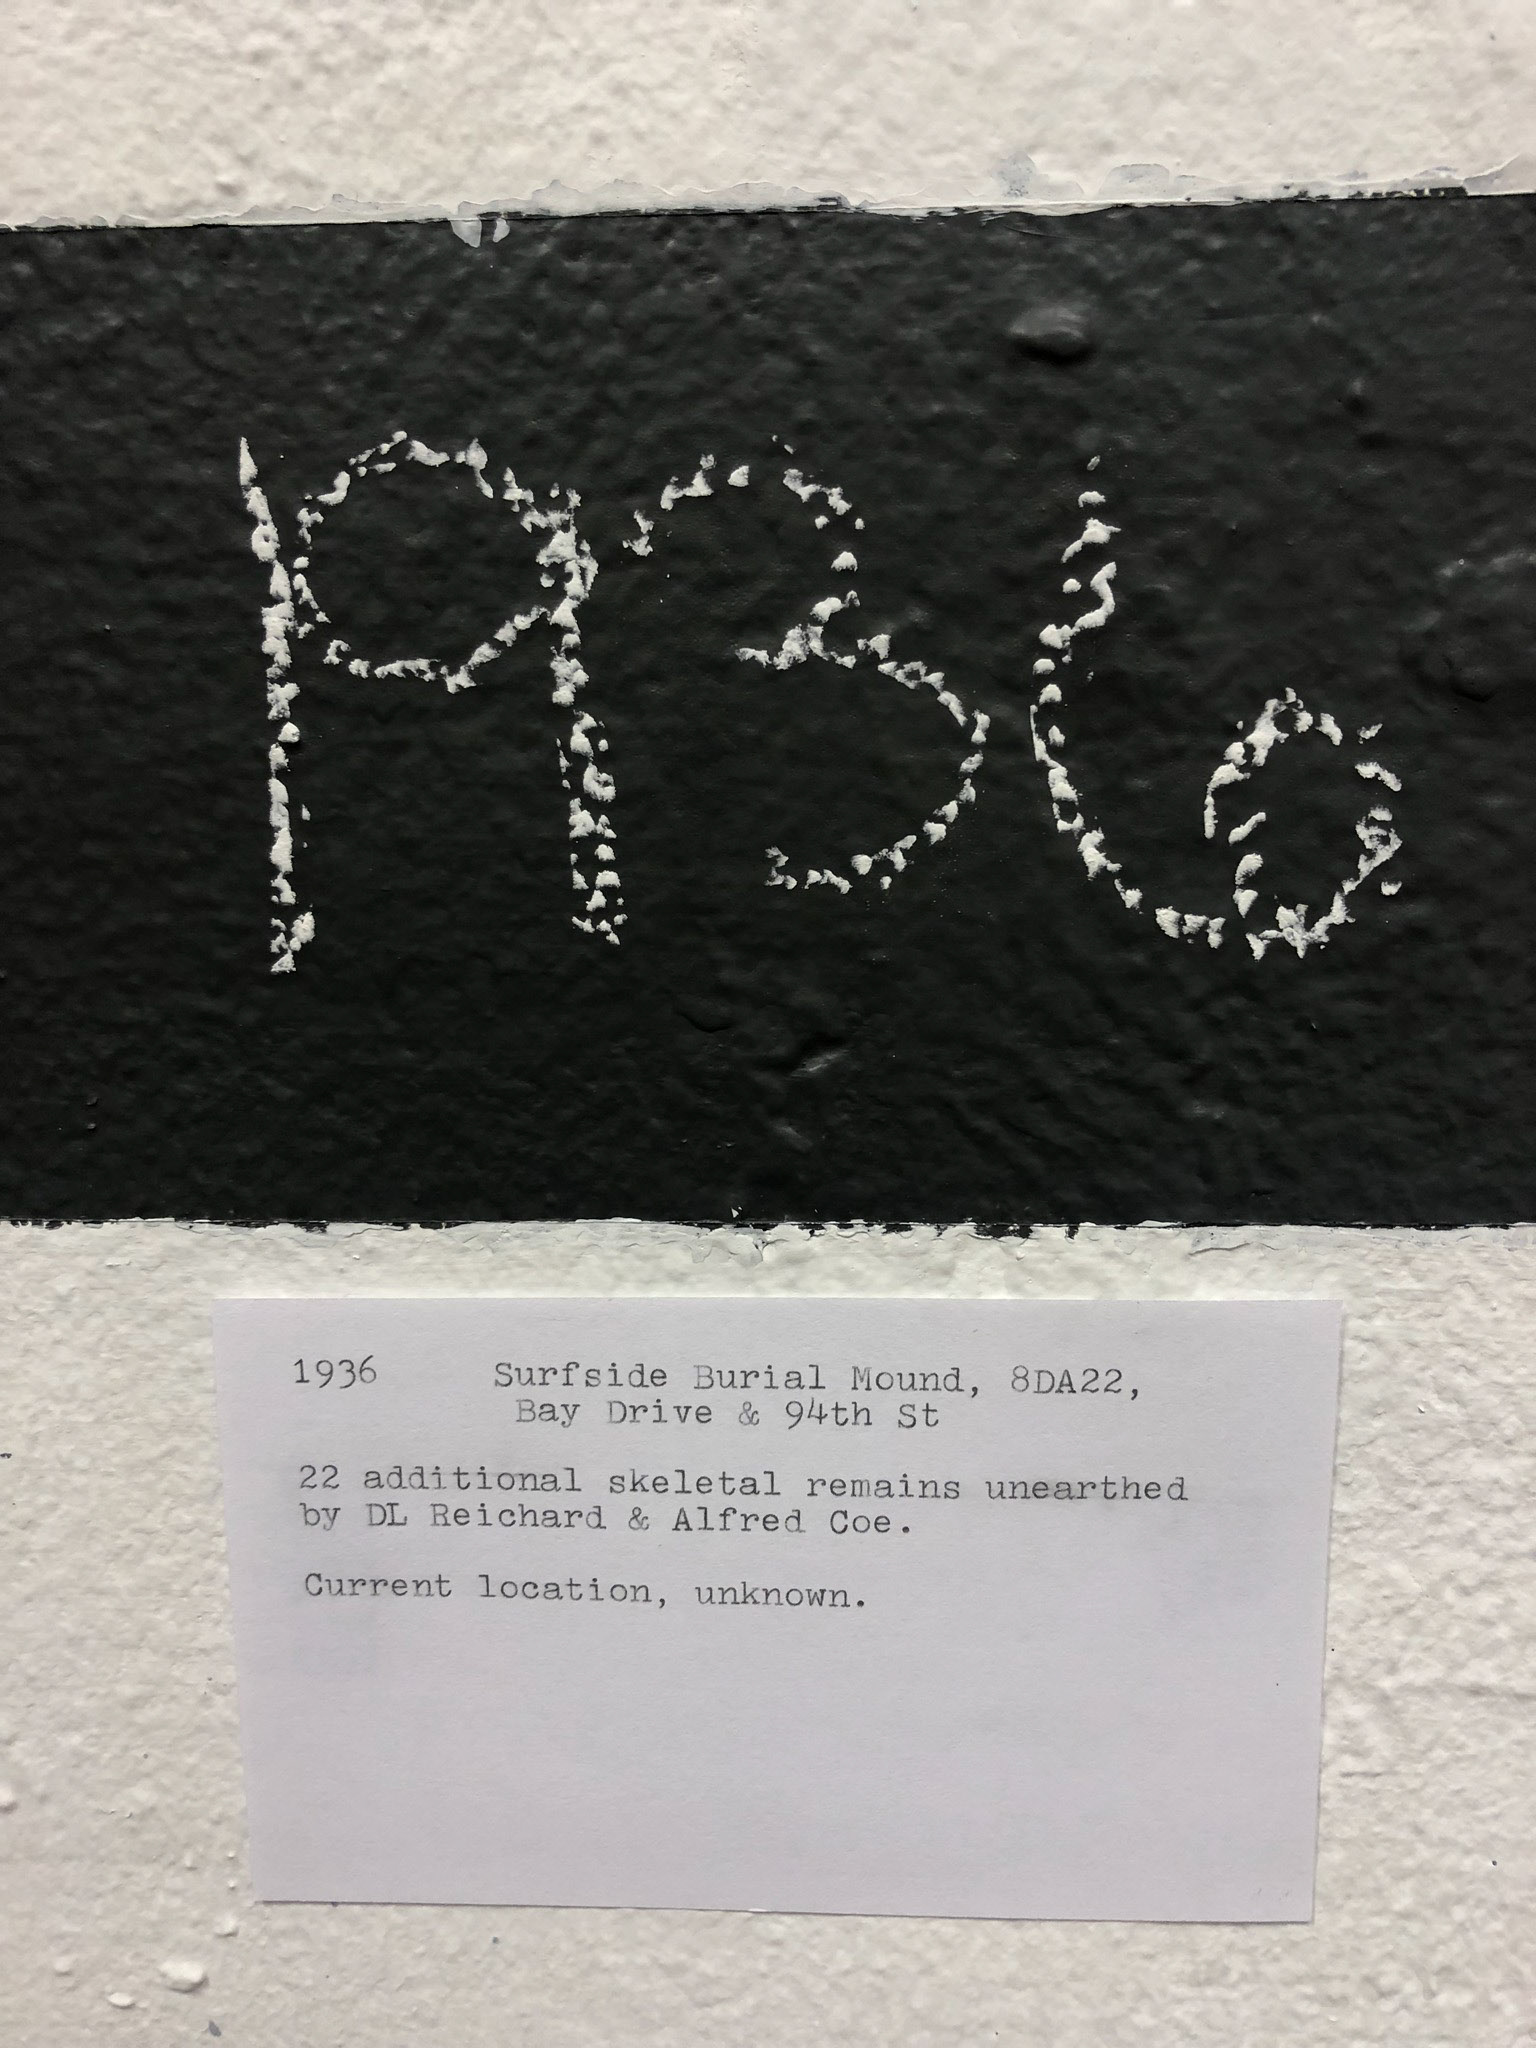 1936
1936 Surfside Burial Mound, 8DA22,
Bay Drive & 94th St
22 additional skeletal remains unearthed
by DL Reichard & Alfred Coe.
Current location, unknown.